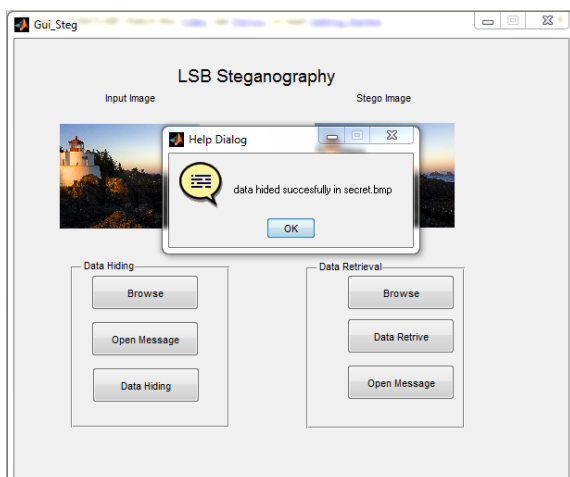 Gui_Steg
LSB Steganography
Input Image
Stego Image
Help Dialog
data hided succesfully in secret.bmp
OK
Data Hiding
Browse
Open Message
Data Hiding
Data Retrieval
Browse
Data Retrive
Open Message